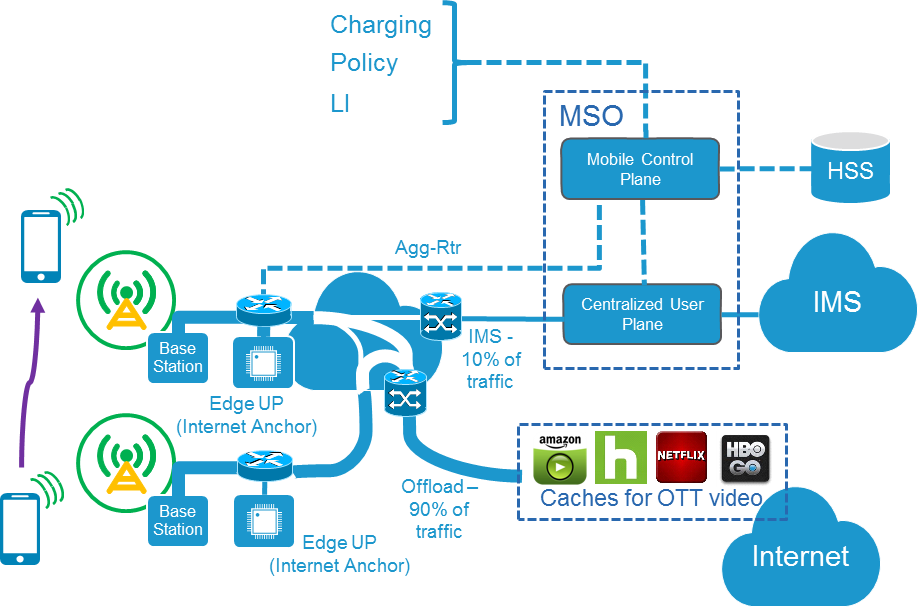 Charging
Policy
LI
MSO
Mobile Control
Plane
HSS
Agg-Rtr
Centralized User
Plane
IMS
IMS -
10% of
traffic
Base
Station
Edge UP
(Internet Anchor)
amazon
h
NETFLIX
HBO
GO
Caches for OTT video
Offload –
90% of
traffic
Base
Station
Edge UP
(Internet Anchor)
Internet